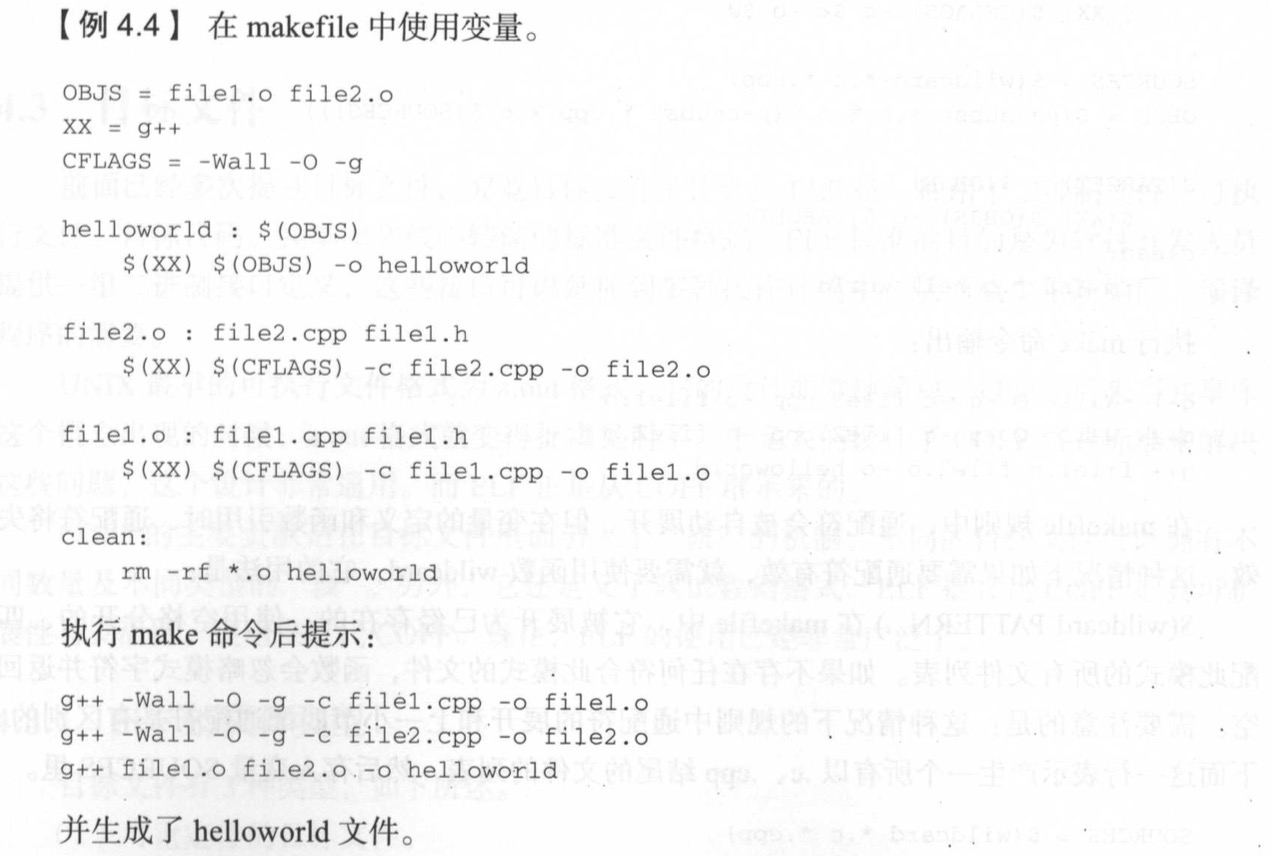 【例 4.4】 在 makefile 中使用变量。
OBJS = file1.o file2.o
XX = g++
CFLAGS = -Wall -O -g
helloworld : $(OBJS)
$(XX) $(OBJS) -o helloworld
file2.o : file2.cpp file1.h
$(XX) $(CFLAGS) -c file2.cpp -o file2.o
file1.o : file1.cpp file1.h
$(XX) $(CFLAGS) -c file1.cpp -o file1.o
clean:
rm -rf *.o helloworld
执行 make 命令后提示：
g++ -Wall -O -g -c file1.cpp -o file1.o
g++ -Wall -O -g -c file2.cpp -o file2.o
g++ file1.o file2.o -o helloworld
并生成了 helloworld 文件。